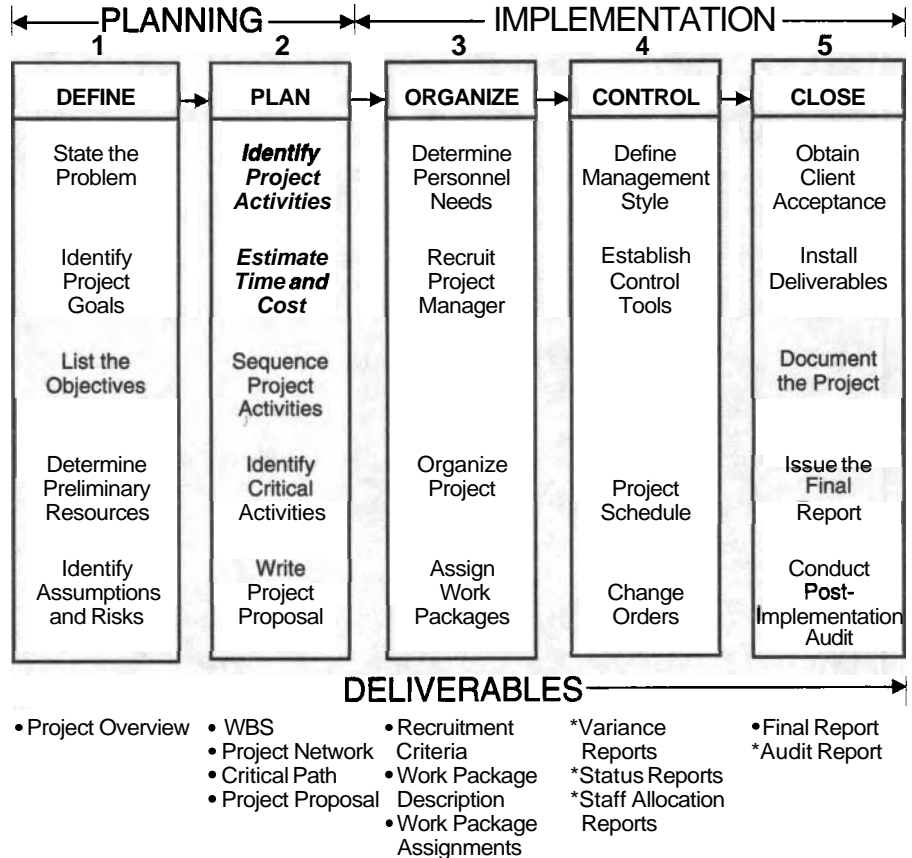 PLANNING IMPLEMENTATION
1 2 3 4 5
DEFINE PLAN ORGANIZE CONTROL CLOSE
State the
Problem
Identify
Project
Goals
List the
Objectives
Determine
Preliminary
Resources
Identify
Assumptions
and Risks
Identify
Project
Activities
Estimate
Time and
Cost
Sequence
Project
Activities
Identify
Critical
Activities
Write
Project
Proposal
Determine
Personnel
Needs
Recruit
Project
Manager
Organize
Project
Assign
Work
Packages
Define
Management
Style
Establish
Control
Tools
Project
Schedule
Change
Orders
Obtain
Client
Acceptance
Install
Deliverables
Document
the Project
Issue the
Final
Report
Conduct
Post-
Implementation
Audit
DELIVERABLES
• Project Overview
• WBS
• Project Network
• Critical Path
• Project Proposal
• Recruitment
Criteria
• Work Package
Description
• Work Package
Assignments
*Variance
Reports
*Status Reports
*Staff Allocation
Reports
• Final Report
*Audit Report